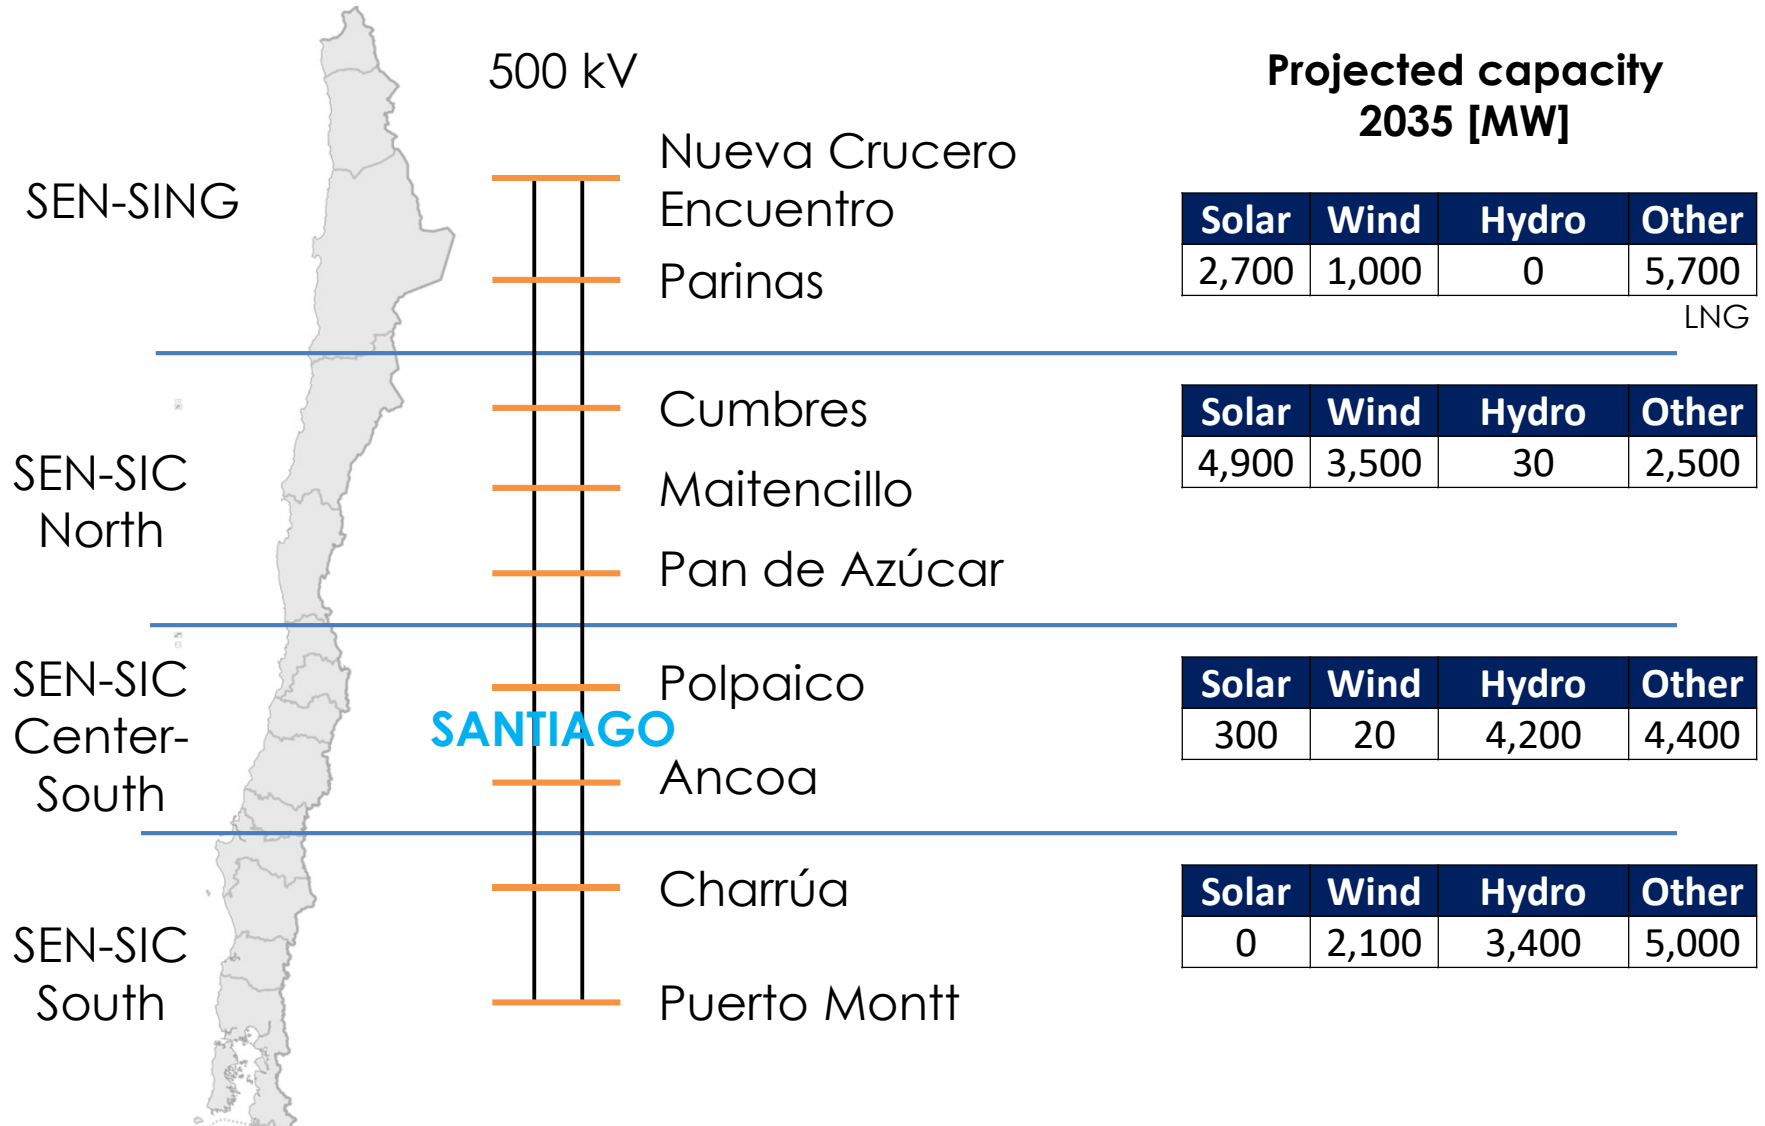 500 kV
Projected capacity
2035 [MW]
SEN-SING
Nueva Crucero
Encuentro
Parinas
Solar Wind Hydro Other
2,700 1,000 0 5,700
LNG
SEN-SIC
North
Cumbres
Maitencillo
Pan de Azúcar
Solar Wind Hydro Other
4,900 3,500 30 2,500
SEN-SIC
Center-
South
Polpaico
SANTIAGO
Ancoa
Solar Wind Hydro Other
300 20 4,200 4,400
SEN-SIC
South
Charrúa
Puerto Montt
Solar Wind Hydro Other
0 2,100 3,400 5,000